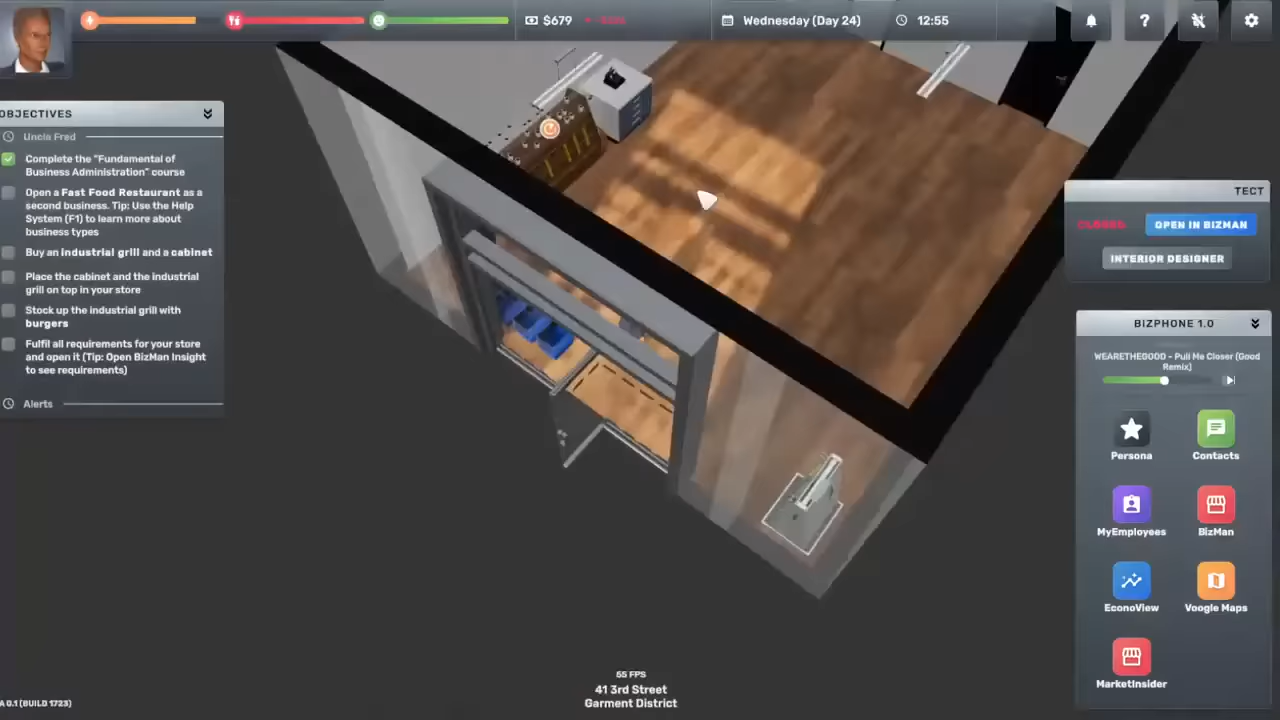 $679
Wednesday (Day 24)
12:55
?
OBJECTIVES
Uncle Fred
Complete the "Fundamental of
Business Administration" course
Open a Fast Food Restaurant as a
second business. Tip: Use the Help
System (F1) to learn more about
business types
Buy an industrial grill and a cabinet
Place the cabinet and the industrial
grill on top in your store
Stock up the industrial grill with
burgers
Fulfil all requirements for your
store and open it (Tip: Open BizMan Insight
to see requirements)
Alerts
ТЕСТ
CLOSED
OPEN IN BIZMAN
INTERIOR DESIGNER
BIZPHONE 1.0
WEARETHEGOOD - Pull Me Closer (Good
Remix)
Persona
Contacts
MyEmployees
BizMan
EconoView
Voogle Maps
MarketInsider
55 FPS
41 3rd Street
Garment District
A 0.1 (BUILD 1723)